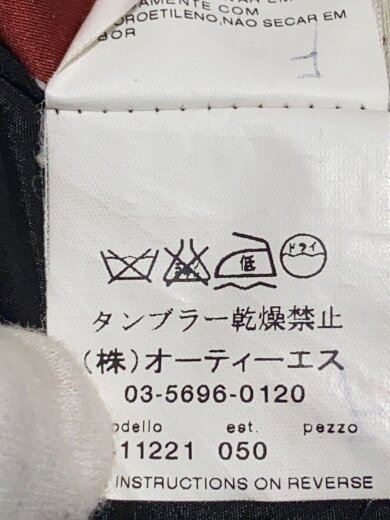 AMENTE COM
OROETILENO,NÃO SECAR EM
BOR
低 ドライ
タンブラー乾燥禁止
(株)オーティーエス
03-5696-0120
odello est. pezzo
-11221 050
INSTRUCTIONS ON REVERSE